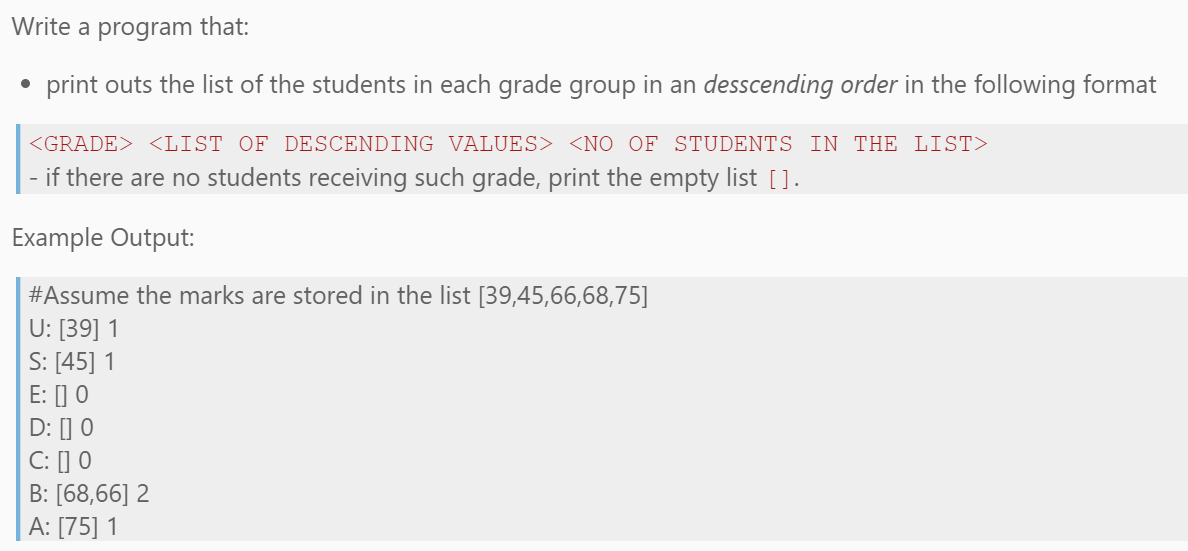 Write a program that:
• print outs the list of the students in each grade group in an desscending order in the following format
<GRADE> <LIST OF DESCENDING VALUES> <NO OF STUDENTS IN THE LIST>
- if there are no students receiving such grade, print the empty list [].
Example Output:
#Assume the marks are stored in the list [39,45,66,68,75]
U: [39] 1
S: [45] 1
E: [] 0
D: [] 0
C: [] 0
B: [68,66] 2
A: [75] 1